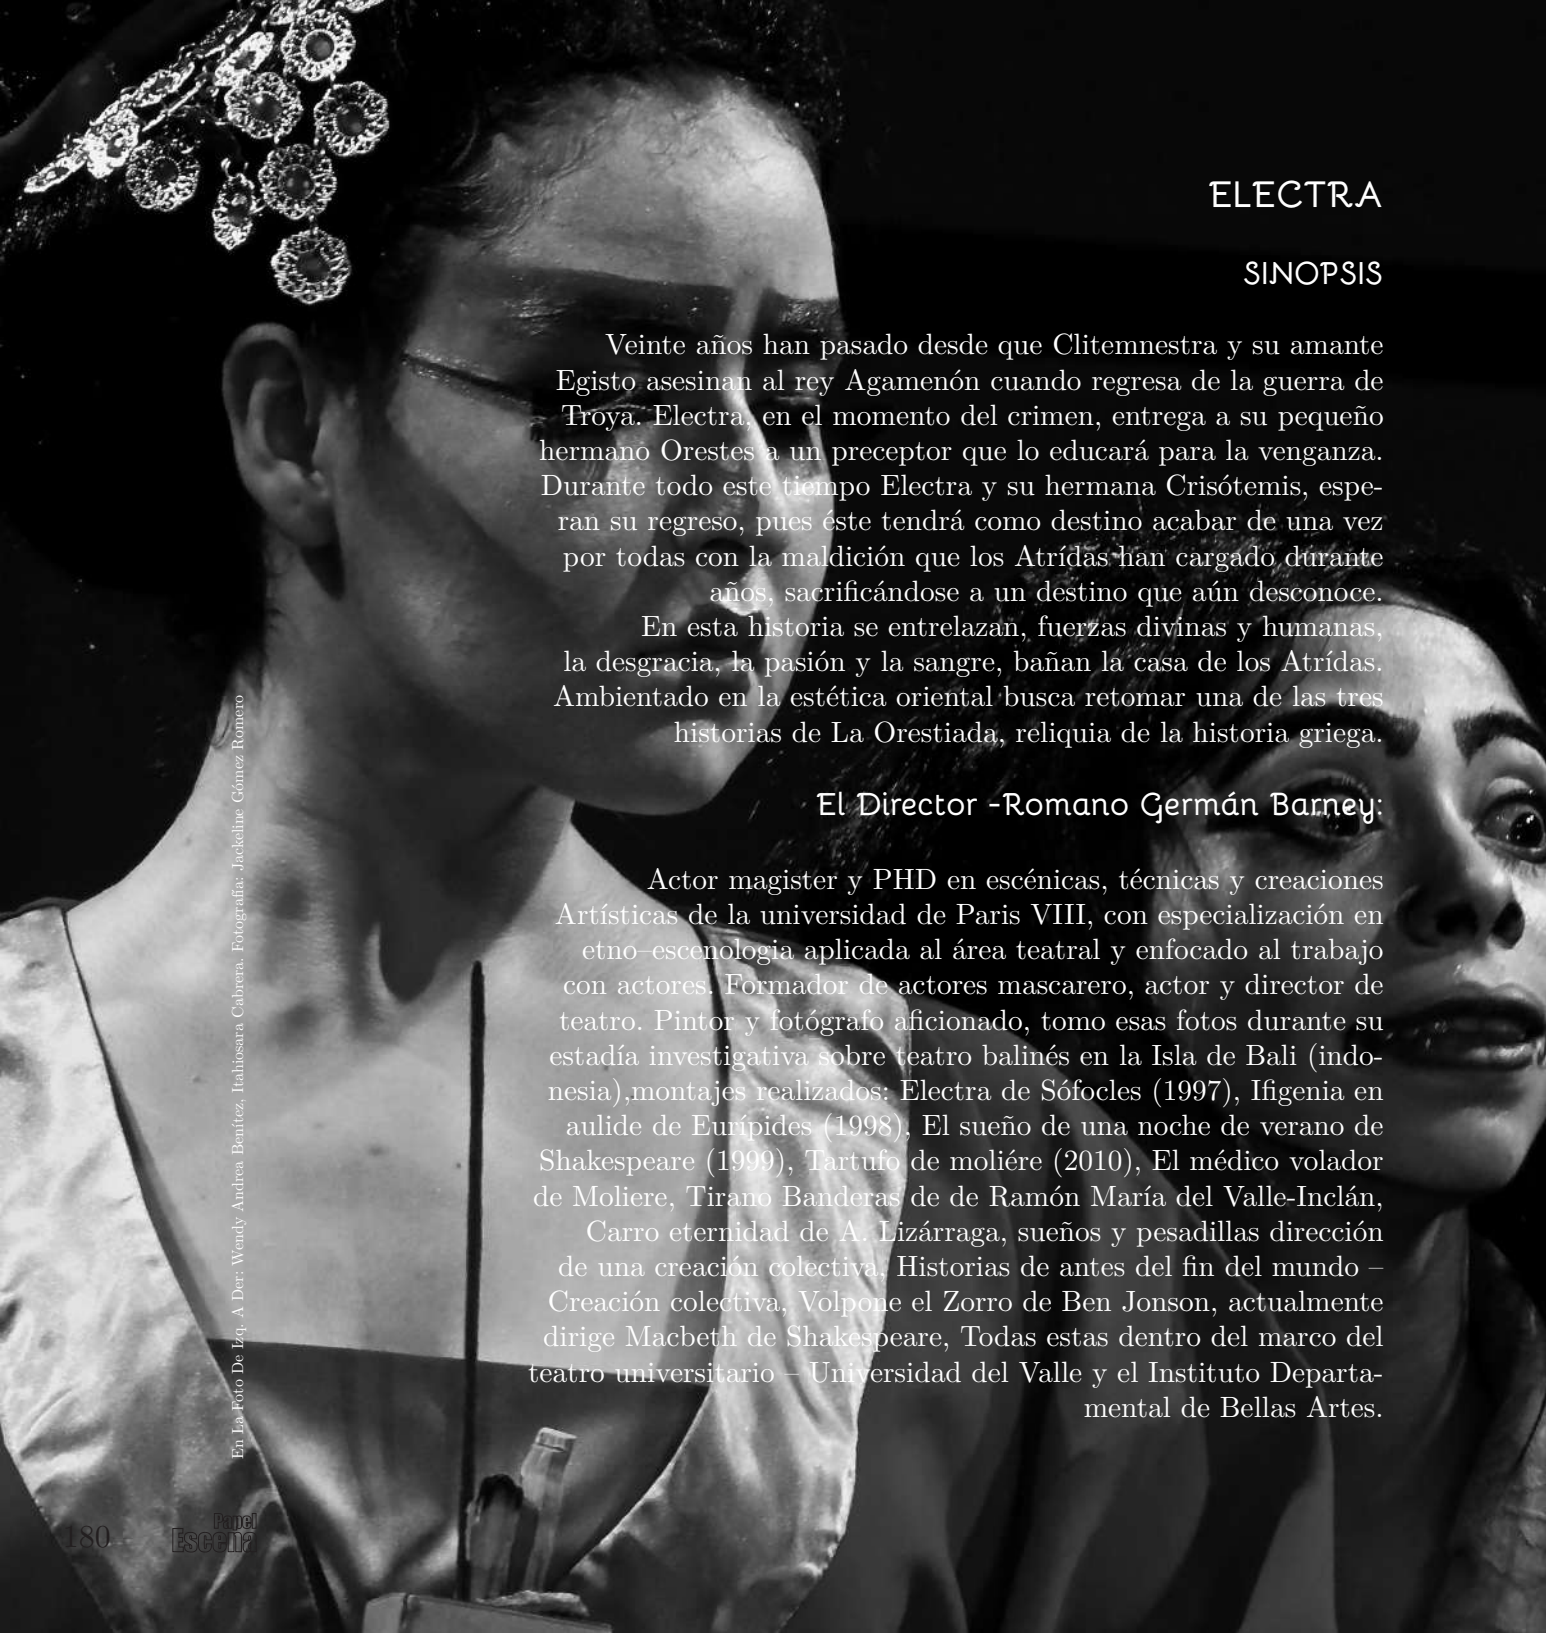 ELECTRA
SINOPSIS
Veinte años han pasado desde que Clitemnestra y su amante
Egisto asesinan al rey Agamenón cuando regresa de la guerra de
Troya. Electra, en el momento del crimen, entrega a su pequeño
hermano Orestes a un preceptor que lo educará para la venganza.
Durante todo este tiempo Electra y su hermana Crisótemis, espe-
ran su regreso, pues éste tendrá como destino acabar de una vez
por todas con la maldición que los Atrídas han cargado durante
años, sacrificándose a un destino que aún desconoce.
En esta historia se entrelazan, fuerzas divinas y humanas,
la desgracia, la pasión y la sangre, bañan la casa de los Atrídas.
Ambientado en la estética oriental busca retomar una de las tres
historias de La Orestiada, reliquia de la historia griega.
El Director -Romano Germán Barney:
Actor magister y PHD en escénicas, técnicas y creaciones
Artísticas de la universidad de Paris VIII, con especialización en
etno–escenologia aplicada al área teatral y enfocado al trabajo
con actores. Formador de actores mascarero, actor y director de
teatro. Pintor y fotógrafo aficionado, tomo esas fotos durante su
estadía investigativa sobre teatro balinés en la Isla de Bali (indo-
nesia),montajes realizados: Electra de Sófocles (1997), Ifigenia en
aulide de Eurípides (1998), El sueño de una noche de verano de
Shakespeare (1999), Tartufo de moliére (2010), El médico volador
de Moliere, Tirano Banderas de de Ramón María del Valle-Inclán,
Carro eternidad de A. Lizárraga, sueños y pesadillas dirección
de una creación colectiva, Historias de antes del fin del mundo –
Creación colectiva, Volpone el Zorro de Ben Jonson, actualmente
dirige Macbeth de Shakespeare, Todas estas dentro del marco del
teatro universitario – Universidad del Valle y el Instituto Departa-
mental de Bellas Artes.
En La Foto De Izq. A Der: Wendy Andrea Benítez, Itahiosara Cabrera. Fotografía: Jackeline Gómez Romero
180
Papel
Escena